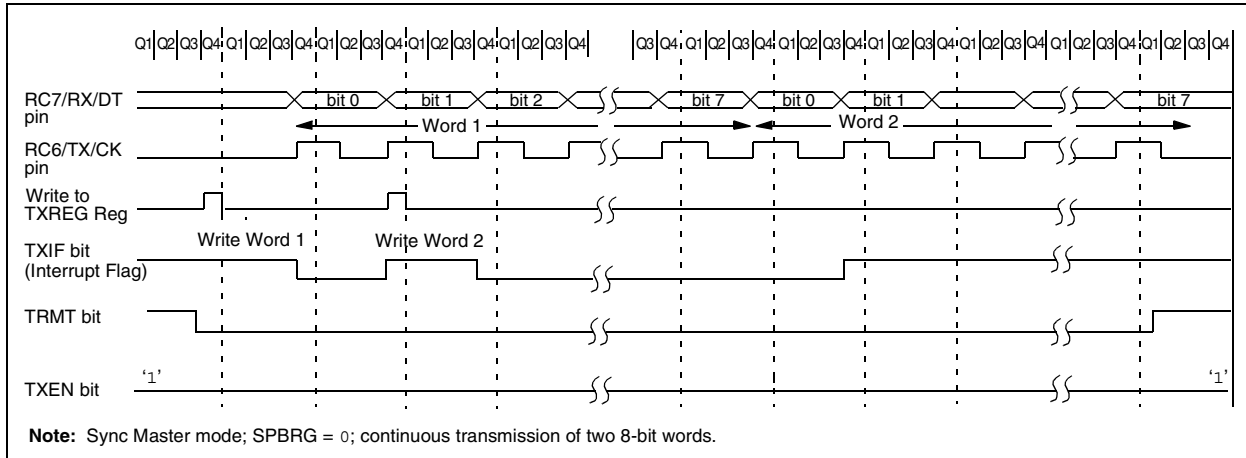 Q1 Q2 Q3 Q4 Q1 Q2 Q3 Q4 Q1 Q2 Q3 Q4 Q1 Q2 Q3 Q4 Q1 Q2 Q3 Q4 Q3 Q4 Q1 Q2 Q3 Q4 Q1 Q2 Q3 Q4 Q1 Q2 Q3 Q4 Q1 Q2 Q3 Q4 Q1 Q2 Q3 Q4 Q1 Q2 Q3 Q4
RC7/RX/DT
pin
bit 0 bit 1 bit 2 bit 7 bit 0 bit 1 bit 7
Word 1 Word 2
RC6/TX/CK
pin
Write to
TXREG Reg
Write Word 1 Write Word 2
TXIF bit
(Interrupt Flag)
TRMT bit
‘1’ ‘1’
TXEN bit
Note: Sync Master mode; SPBRG = 0; continuous transmission of two 8-bit words.